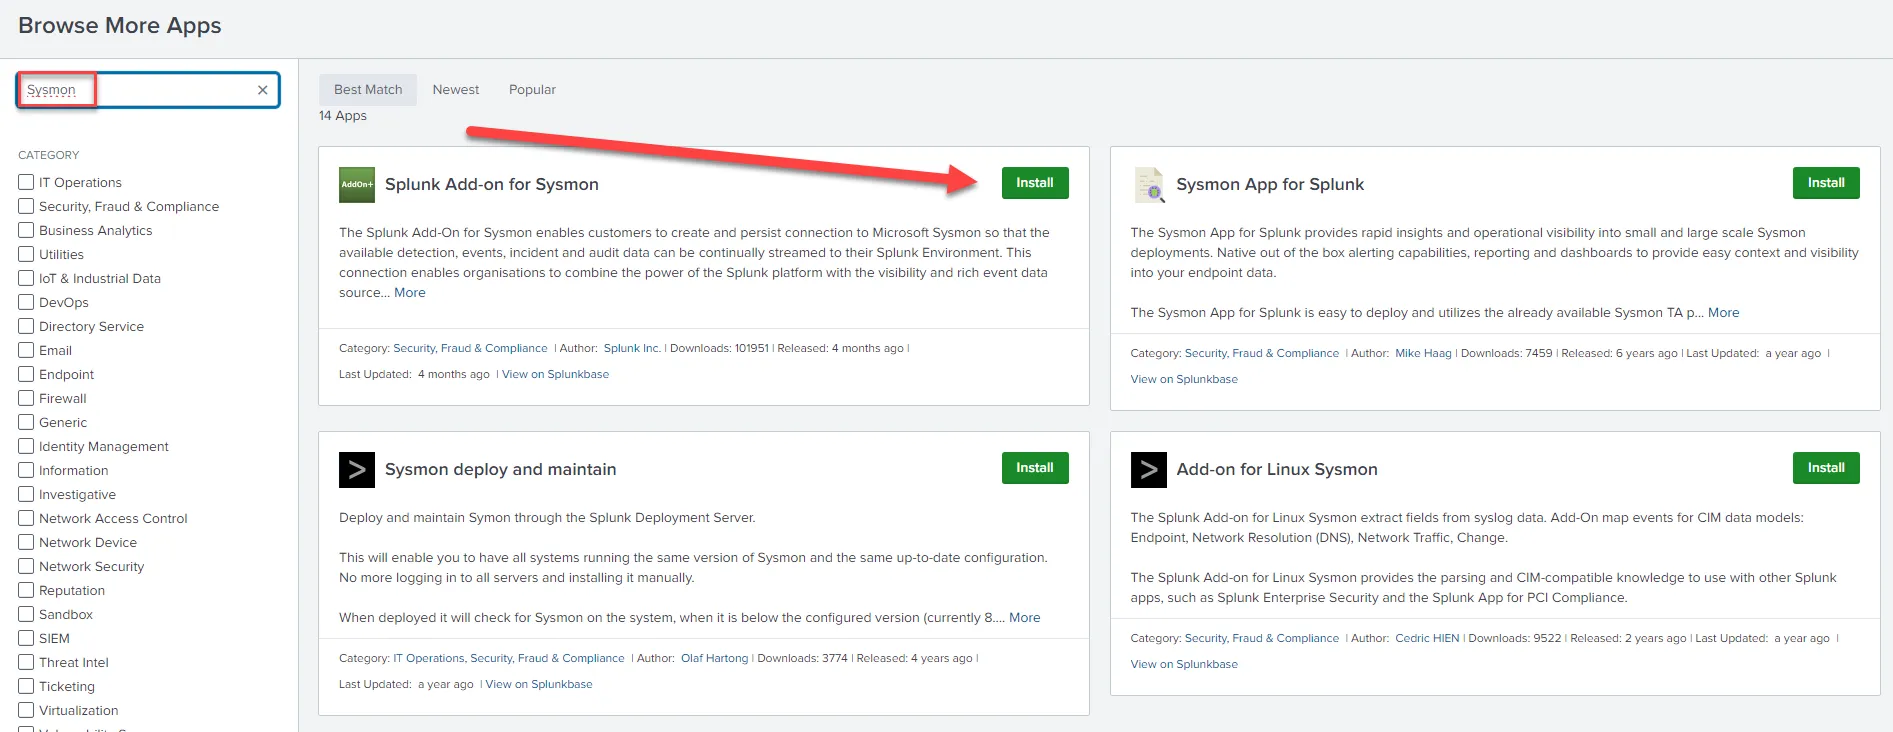 Browse More Apps
Sysmon
CATEGORY
IT Operations
Security, Fraud & Compliance
Business Analytics
Utilities
IoT & Industrial Data
DevOps
Directory Service
Email
Endpoint
Firewall
Generic
Identity Management
Information
Investigative
Network Access Control
Network Device
Network Security
Reputation
Sandbox
SIEM
Threat Intel
Ticketing
Virtualization
Best Match Newest Popular
14 Apps
AddOn+
Splunk Add-on for Sysmon
Install
The Splunk Add-On for Sysmon enables customers to create and persist connection to Microsoft Sysmon so that the
available detection, events, incident and audit data can be continually streamed to their Splunk Environment. This
connection enables organisations to combine the power of the Splunk platform with the visibility and rich event data
source... More
Category: Security, Fraud & Compliance | Author: Splunk Inc. | Downloads: 101951 | Released: 4 months ago |
Last Updated: 4 months ago | View on Splunkbase
Sysmon App for Splunk
Install
The Sysmon App for Splunk provides rapid insights and operational visibility into small and large scale Sysmon
deployments. Native out of the box alerting capabilities, reporting and dashboards to provide easy context and visibility
into your endpoint data.
The Sysmon App for Splunk is easy to deploy and utilizes the already available Sysmon TA p... More
Category: Security, Fraud & Compliance | Author: Mike Haag | Downloads: 7459 | Released: 6 years ago | Last Updated: a year ago |
View on Splunkbase
Sysmon deploy and maintain
Install
Deploy and maintain Symon through the Splunk Deployment Server.
This will enable you to have all systems running the same version of Sysmon and the same up-to-date configuration.
No more logging in to all servers and installing it manually.
When deployed it will check for Sysmon on the system, when it is below the configured version (currently 8.... More
Category: IT Operations, Security, Fraud & Compliance | Author: Olaf Hartong | Downloads: 3774 | Released: 4 years ago |
Last Updated: a year ago | View on Splunkbase
Add-on for Linux Sysmon
Install
The Splunk Add-on for Linux Sysmon extract fields from syslog data. Add-On map events for CIM data models:
Endpoint, Network Resolution (DNS), Network Traffic, Change.
The Splunk Add-on for Linux Sysmon provides the parsing and CIM-compatible knowledge to use with other Splunk
apps, such as Splunk Enterprise Security and the Splunk App for PCI Compliance.
Category: Security, Fraud & Compliance | Author: Cedric HIEN | Downloads: 9522 | Released: 2 years ago | Last Updated: a year ago |
View on Splunkbase